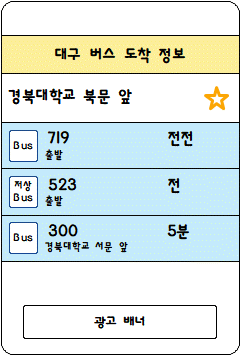 대구 버스 도착 정보
경북대학교 북문 앞
Bus 719 전전
출발
저상 Bus 523 전
출발
Bus 300 5분
경북대학교 서문 앞
광고 배너